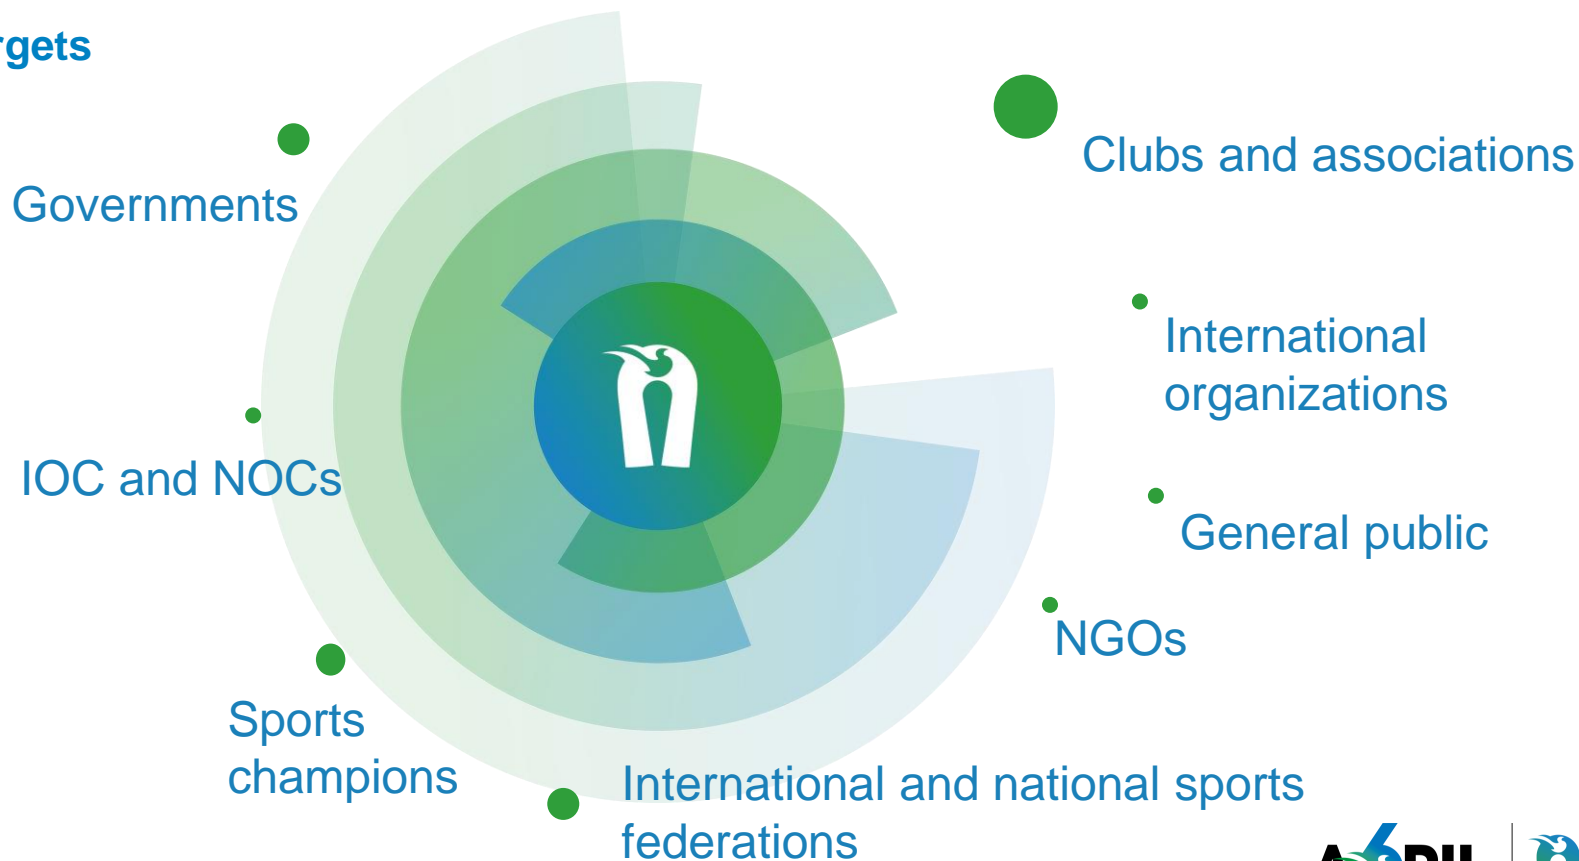 rgets
Governments
Clubs and associations
International
organizations
IOC and NOCs
General public
NGOs
Sports
champions
International and national sports
federations